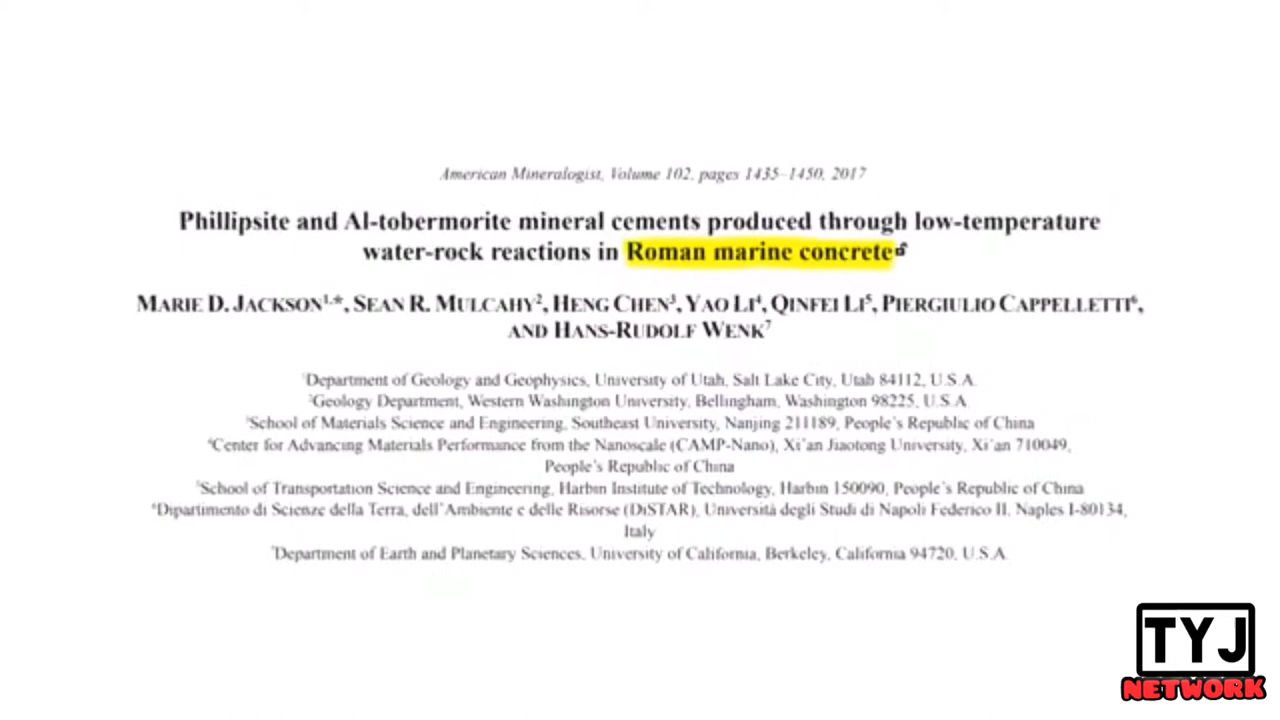 American Mineralogist, Volume 102, pages 1435–1450, 2017
Phillipsite and Al-tobermorite mineral cements produced through low-temperature
water-rock reactions in Roman marine concrete
MARIE D. JACKSON¹,*, SEAN R. MULCAHY², HENG CHEN³, YAO LI⁴, QINFEI LI⁵, PIERGIULIO CAPPELLETTI⁶,
AND HANS-RUDOLF WENK⁷
¹Department of Geology and Geophysics, University of Utah, Salt Lake City, Utah 84112, U.S.A.
²Geology Department, Western Washington University, Bellingham, Washington 98225, U.S.A.
³School of Materials Science and Engineering, Southeast University, Nanjing 211189, People's Republic of China
⁴Center for Advancing Materials Performance from the Nanoscale (CAMP-Nano), Xi'an Jiaotong University, Xi'an 710049,
People's Republic of China
⁵School of Transportation Science and Engineering, Harbin Institute of Technology, Harbin 150090, People's Republic of China
⁶Dipartimento di Scienze della Terra, dell'Ambiente e delle Risorse (DiSTAR), Università degli Studi di Napoli Federico II, Naples I-80134,
Italy
⁷Department of Earth and Planetary Sciences, University of California, Berkeley, California 94720, U.S.A.
TYJ
NETWORK